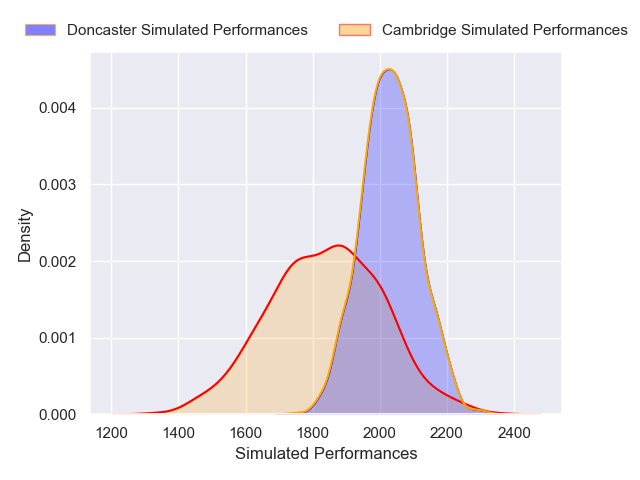 Doncaster Simulated Performances
Cambridge Simulated Performances
0.004
0.003
0.002
0.001
0.000
Density
1200 1400 1600 1800 2000 2200 2400
Simulated Performances